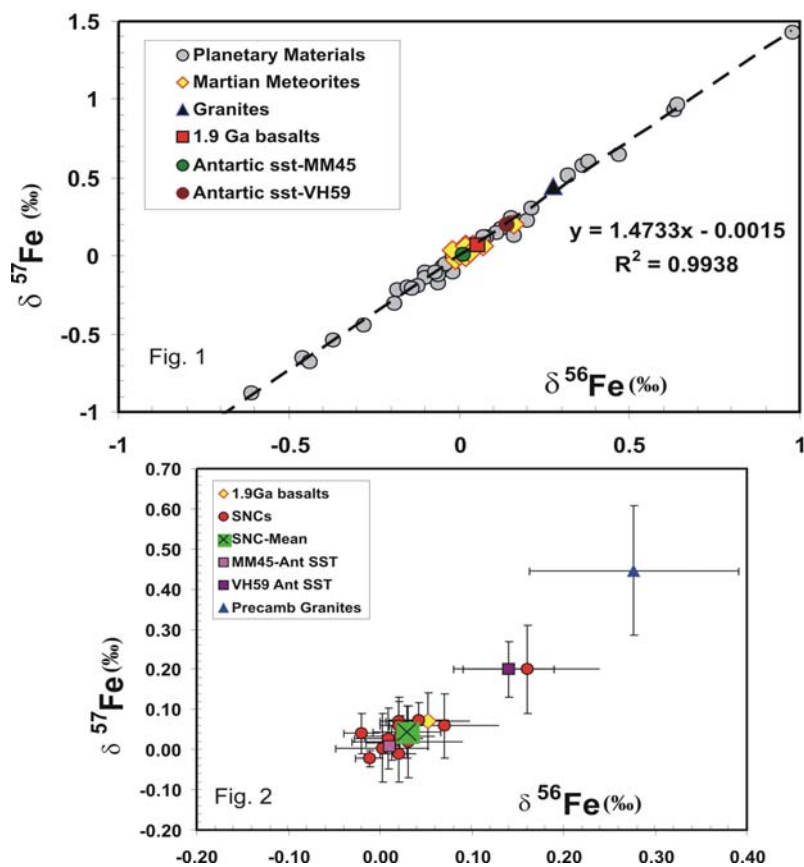 1.5
1
0.5
0
-0.5
-1
δ ⁵⁷Fe (‰)
Planetary Materials
Martian Meteorites
Granites
1.9 Ga basalts
Antartic sst-MM45
Antartic sst-VH59
y = 1.4733x - 0.0015
R² = 0.9938
Fig. 1
δ ⁵⁶Fe (‰)
-1 -0.5 0 0.5 1
0.70
0.60
0.50
0.40
0.30
0.20
0.10
0.00
-0.10
-0.20
δ ⁵⁷Fe (‰)
1.9Ga basalts
SNCs
SNC-Mean
MM45-Ant SST
VH59 Ant SST
Precamb Granites
Fig. 2
δ ⁵⁶Fe (‰)
-0.20 -0.10 0.00 0.10 0.20 0.30 0.40